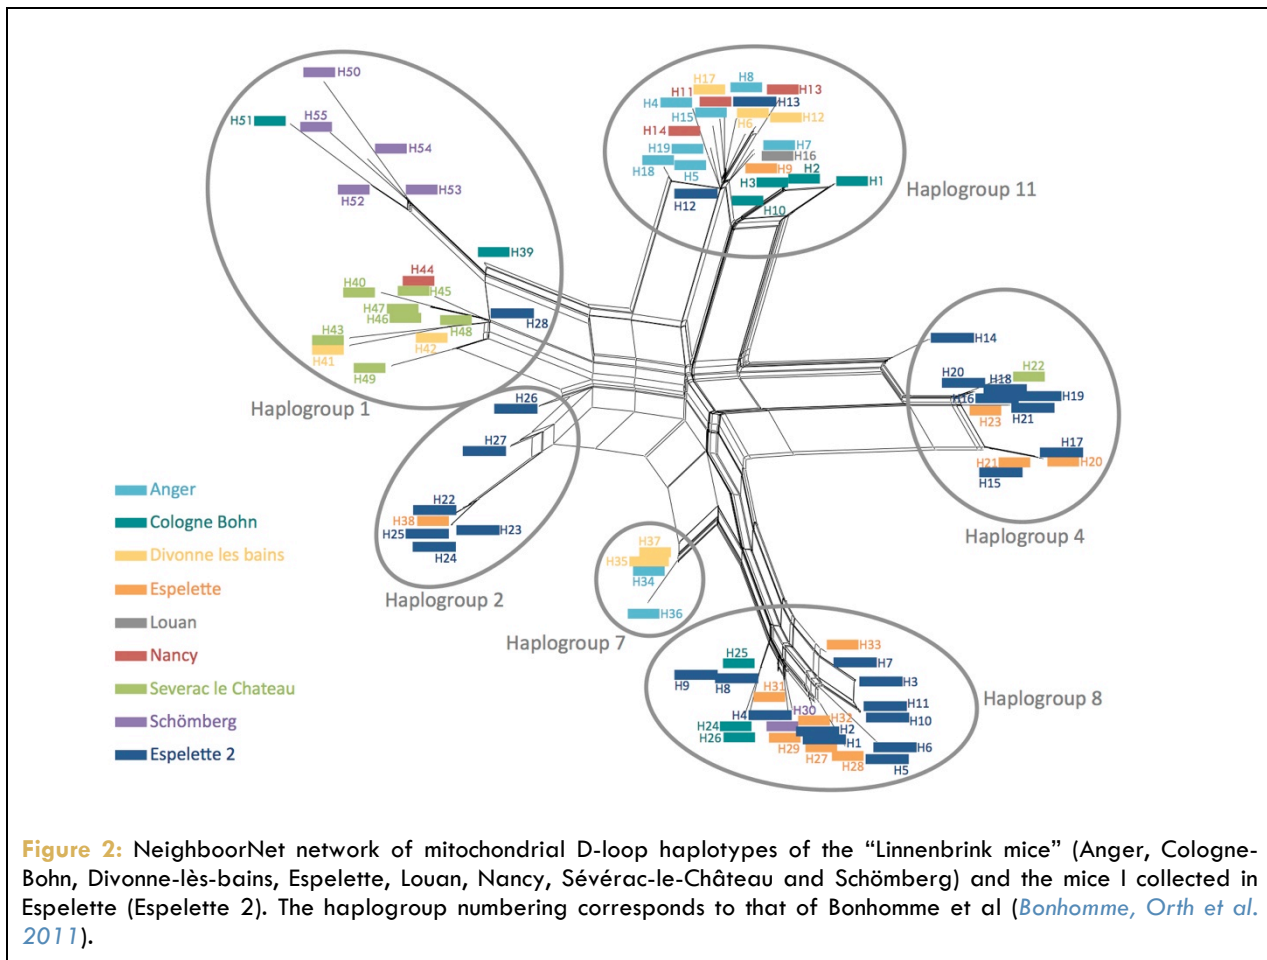 H50
H51
H55
H54
H52
H53
H39
H44
H40
H45
H47
H46
H48
H28
H43
H41
H42
H49
Haplogroup 1
H17
H8
H11
H13
H4
H13
H15
H6
H12
H14
H19
H7
H16
H18
H5
H9
H2
H3
H1
H12
H10
Haplogroup 11
H14
H20
H18
H22
H16
H19
H23
H21
H17
H21
H20
H15
Haplogroup 4
H26
H27
H22
H38
H25
H23
H24
Haplogroup 2
H37
H35
H34
H36
Haplogroup 7
H25
H33
H7
H9
H8
H3
H31
H11
H4
H30
H32
H10
H24
H2
H26
H29
H1
H6
H27
H28
H5
Haplogroup 8
Anger
Cologne Bohn
Divonne les bains
Espelette
Louan
Nancy
Severac le Chateau
Schömberg
Espelette 2
Figure 2: NeighboorNet network of mitochondrial D-loop haplotypes of the “Linnenbrink mice” (Anger, Cologne-
Bohn, Divonne-lès-bains, Espelette, Louan, Nancy, Sévérac-le-Château and Schömberg) and the mice I collected in
Espelette (Espelette 2). The haplogroup numbering corresponds to that of Bonhomme et al (Bonhomme, Orth et al.
2011).